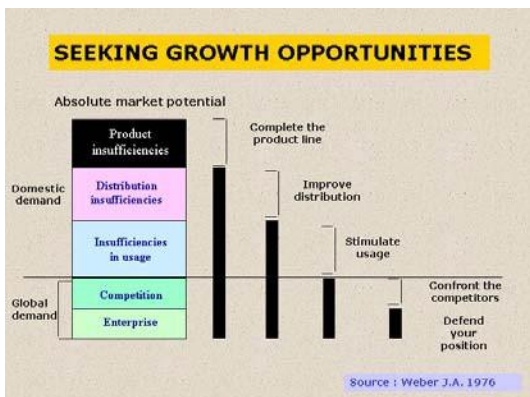 SEEKING GROWTH OPPORTUNITIES
Absolute market potential
Product
insufficiencies
Complete the
product line
Domestic
demand
Distribution
insufficiencies
Improve
distribution
Insufficiencies
in usage
Stimulate
usage
Global
demand
Competition
Confront the
competitors
Enterprise
Defend
your
position
Source : Weber J.A. 1976